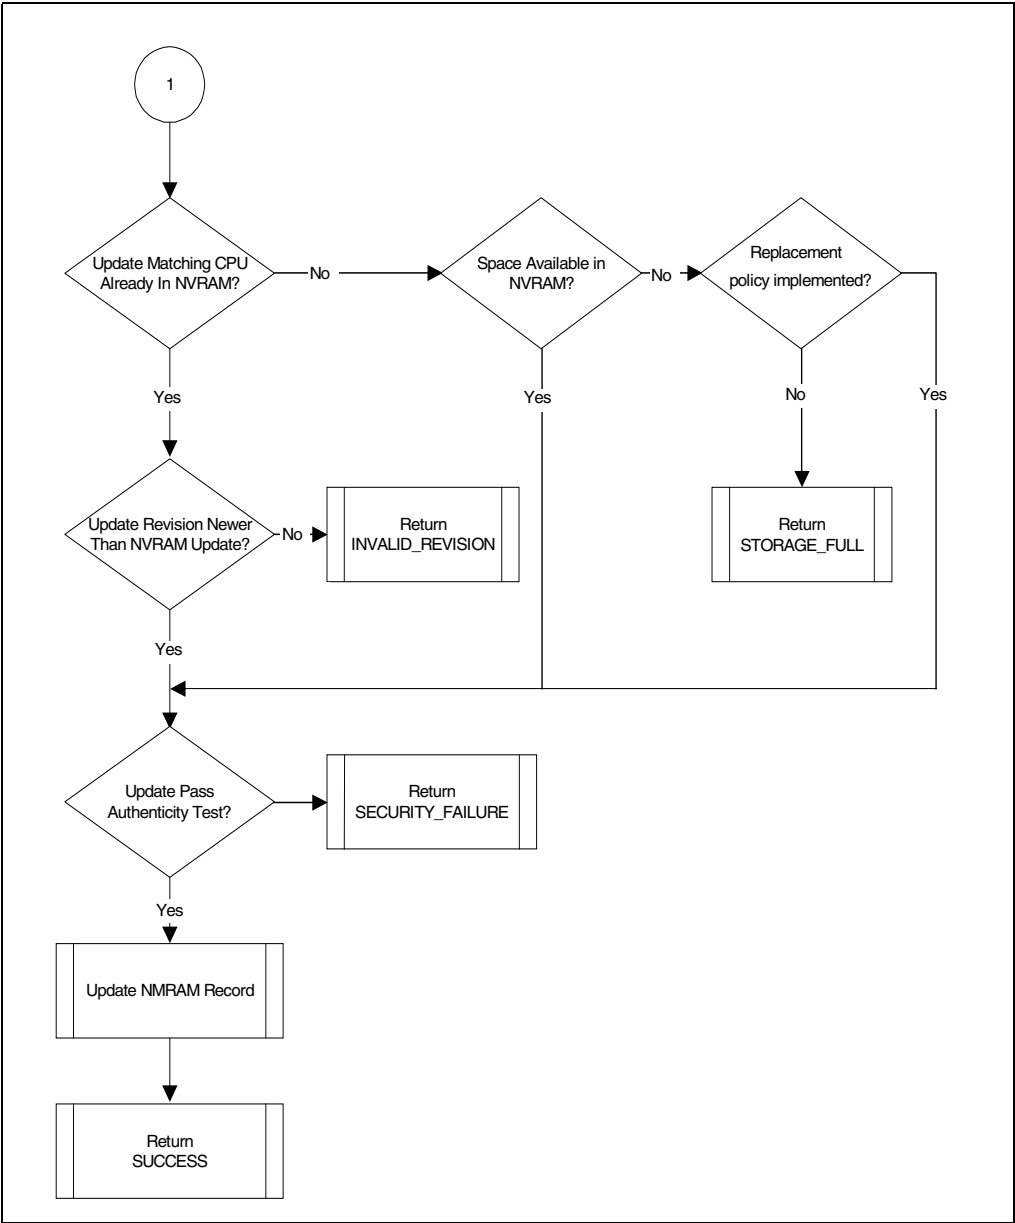 1
Update Matching CPU
Already In NVRAM?
No
Space Available in
NVRAM?
No
Replacement
policy implemented?
Yes
Yes
No
Yes
Update Revision Newer
Than NVRAM Update?
No
Return
INVALID_REVISION
Return
STORAGE_FULL
Yes
Update Pass
Authenticity Test?
Return
SECURITY_FAILURE
Yes
Update NMRAM Record
Return
SUCCESS